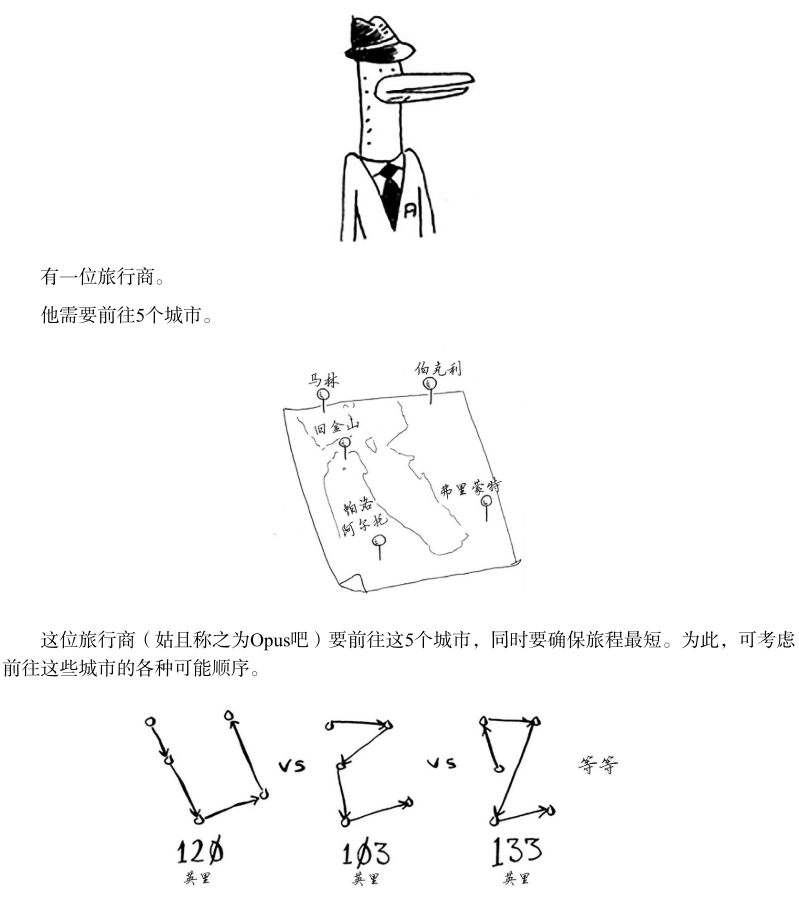 A
有一位旅行商。
他需要前往5个城市。
马林
伯克利
旧金山
弗里蒙特
帕洛
阿尔托
这位旅行商（姑且称之为Opus吧）要前往这5个城市，同时要确保旅程最短。为此，可考虑
前往这些城市的各种可能顺序。
vs vs 等等
120 103 133
英里 英里 英里